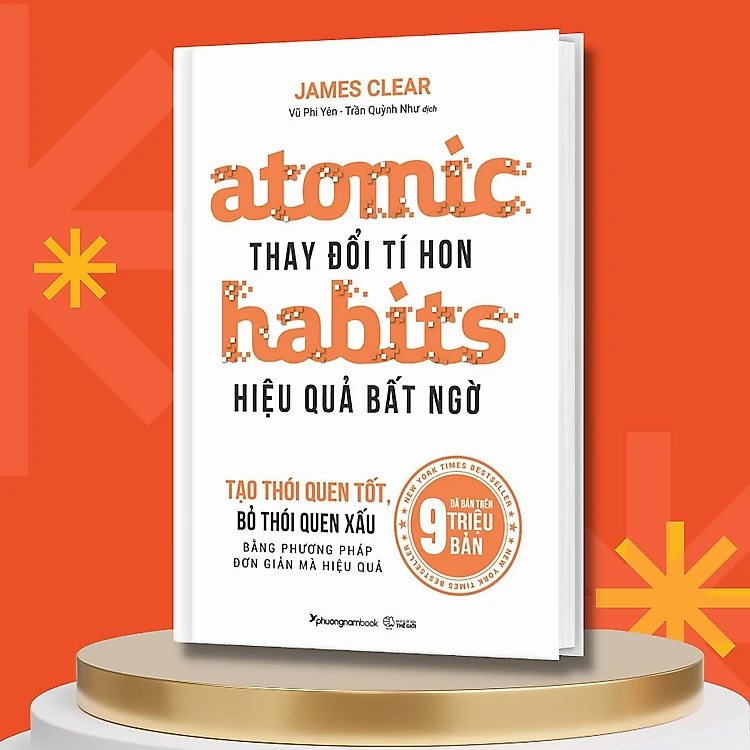 JAMES CLEAR
Vũ Phi Yên - Trần Quỳnh Như dịch
atomic
THAY ĐỔI TÍ HON
habits
HIỆU QUẢ BẤT NGỜ
TẠO THÓI QUEN TỐT,
BỎ THÓI QUEN XẤU
BẰNG PHƯƠNG PHÁP
ĐƠN GIẢN MÀ HIỆU QUẢ
NEW YORK TIMES BESTSELLER
ĐÃ BÁN TRÊN
9 TRIỆU
BẢN
NEW YORK TIMES BESTSELLER
phuongnambook
THẾ GIỚI